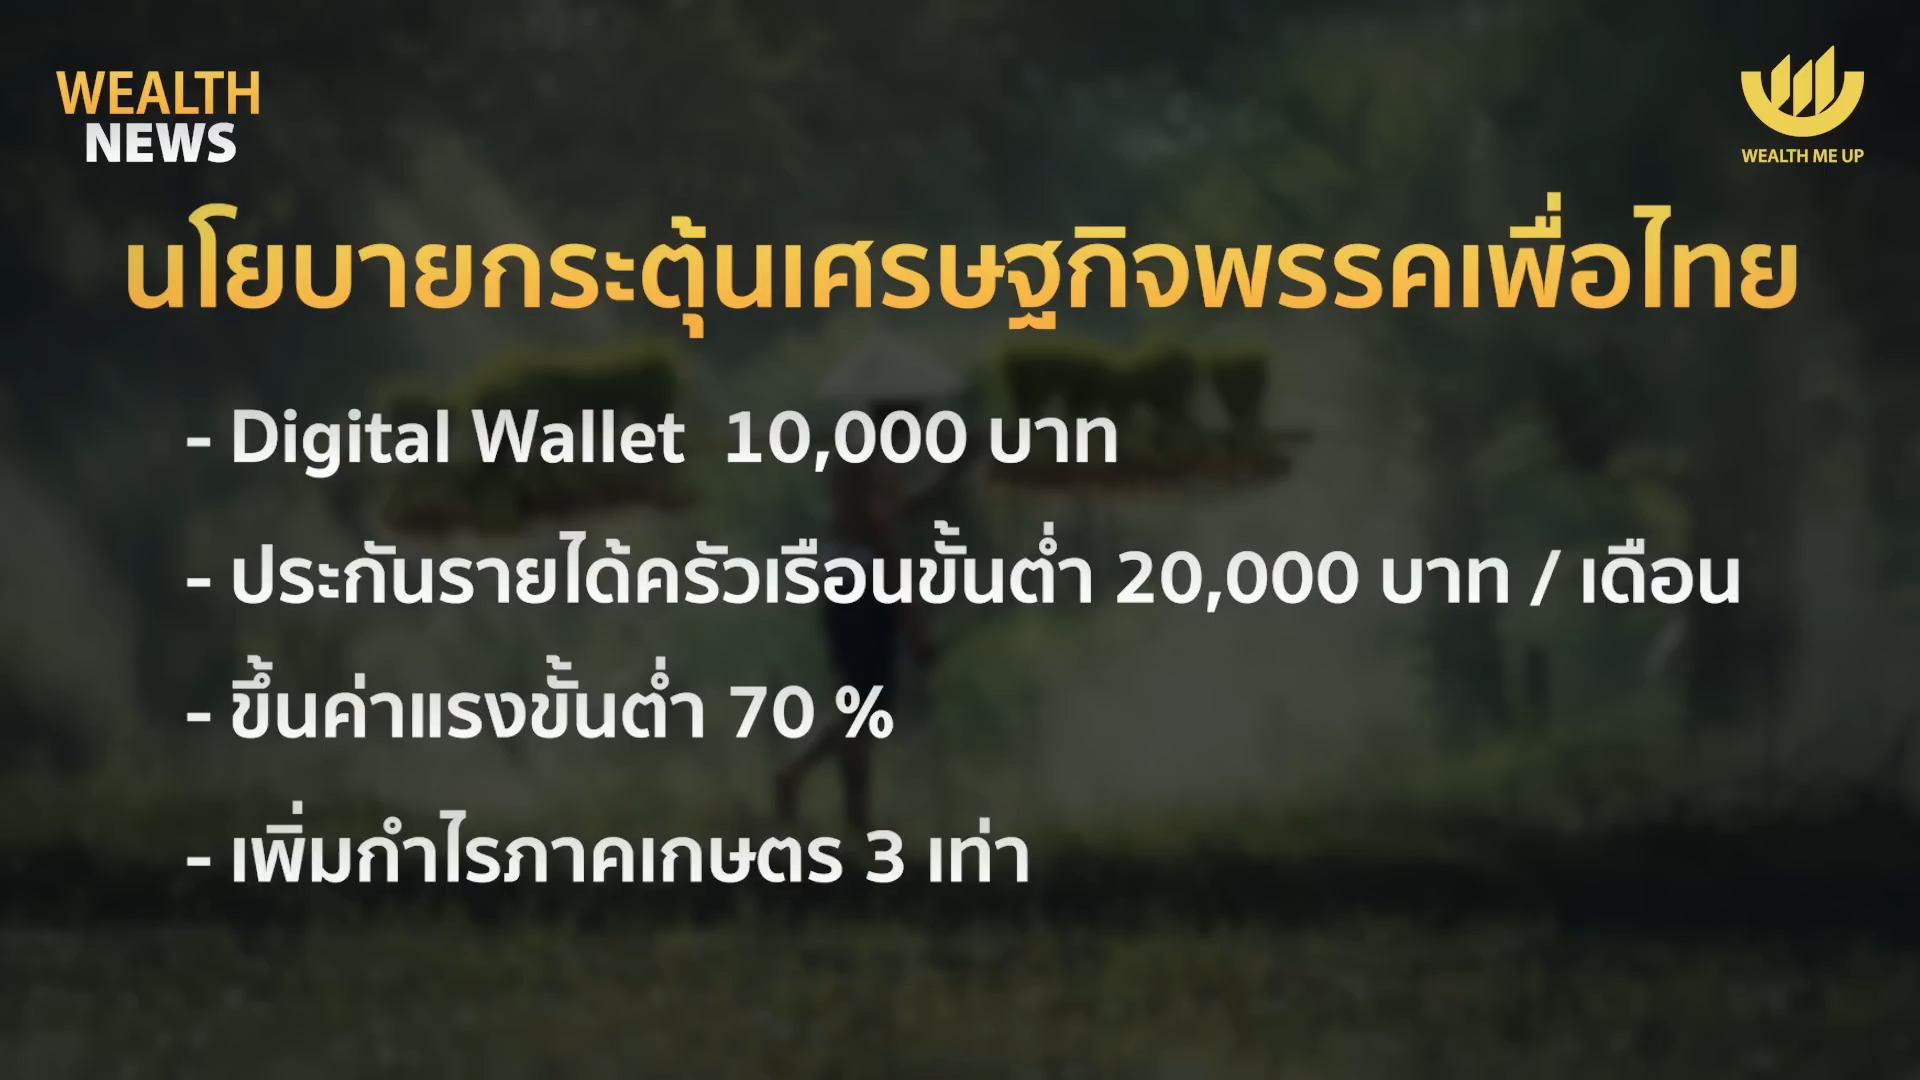 WEALTH
NEWS
WEALTH ME UP
นโยบายกระตุ้นเศรษฐกิจพรรคเพื่อไทย
- Digital Wallet 10,000 บาท
- ประกันรายได้ครัวเรือนขั้นต่ำ 20,000 บาท / เดือน
- ขึ้นค่าแรงขั้นต่ำ 70 %
- เพิ่มกำไรภาคเกษตร 3 เท่า